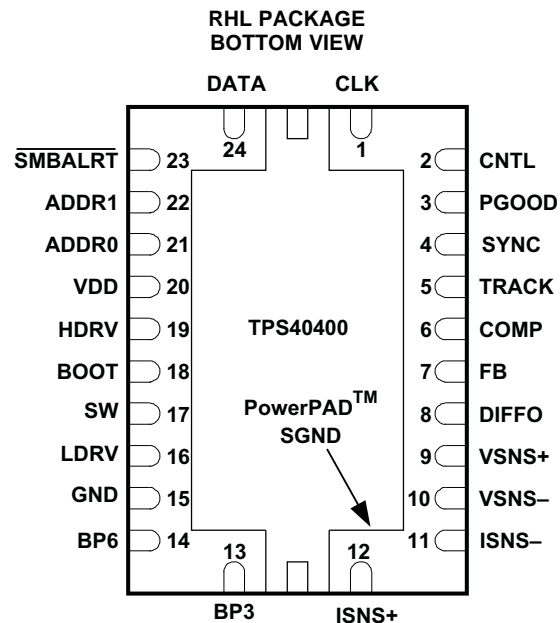 RHL PACKAGE
BOTTOM VIEW
DATA CLK
24 1
SMBALRT 23 2 CNTL
ADDR1 22 3 PGOOD
ADDR0 21 4 SYNC
VDD 20 5 TRACK
HDRV 19 TPS40400 6 COMP
BOOT 18 7 FB
SW 17 PowerPAD™ 8 DIFFO
SGND
LDRV 16 9 VSNS+
GND 15 10 VSNS–
BP6 14 11 ISNS–
13 12
BP3 ISNS+